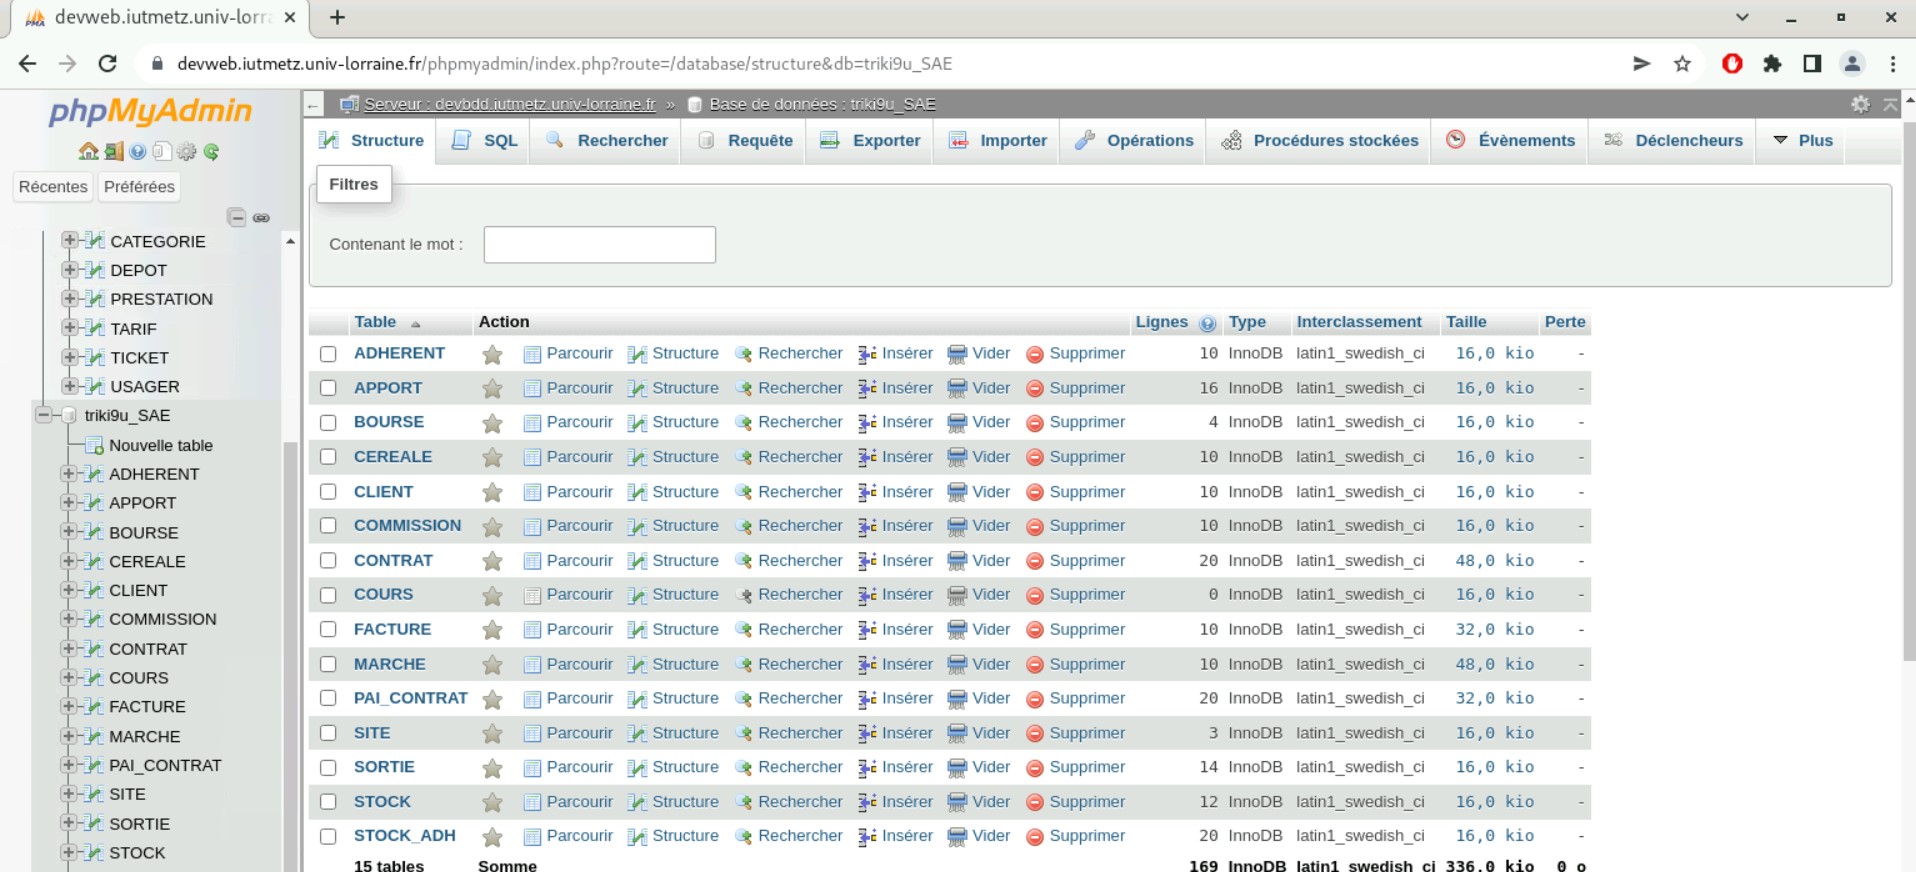 devweb.iutmetz.univ-lorra
devweb.iutmetz.univ-lorraine.fr/phpmyadmin/index.php?route=/database/structure&db=triki9u_SAE
phpMyAdmin
Récentes Préférées
CATEGORIE
DEPOT
PRESTATION
TARIF
TICKET
USAGER
triki9u_SAE
Nouvelle table
ADHERENT
APPORT
BOURSE
CEREALE
CLIENT
COMMISSION
CONTRAT
COURS
FACTURE
MARCHE
PAI_CONTRAT
SITE
SORTIE
STOCK
Serveur : devbdd.iutmetz.univ-lorraine.fr » Base de données : triki9u_SAE
Structure SQL Rechercher Requête Exporter Importer Opérations Procédures stockées Évènements Déclencheurs Plus
Filtres
Contenant le mot :
Table Action Lignes Type Interclassement Taille Perte
ADHERENT Parcourir Structure Rechercher Insérer Vider Supprimer 10 InnoDB latin1_swedish_ci 16,0 kio -
APPORT Parcourir Structure Rechercher Insérer Vider Supprimer 16 InnoDB latin1_swedish_ci 16,0 kio -
BOURSE Parcourir Structure Rechercher Insérer Vider Supprimer 4 InnoDB latin1_swedish_ci 16,0 kio -
CEREALE Parcourir Structure Rechercher Insérer Vider Supprimer 10 InnoDB latin1_swedish_ci 16,0 kio -
CLIENT Parcourir Structure Rechercher Insérer Vider Supprimer 10 InnoDB latin1_swedish_ci 16,0 kio -
COMMISSION Parcourir Structure Rechercher Insérer Vider Supprimer 10 InnoDB latin1_swedish_ci 16,0 kio -
CONTRAT Parcourir Structure Rechercher Insérer Vider Supprimer 20 InnoDB latin1_swedish_ci 48,0 kio -
COURS Parcourir Structure Rechercher Insérer Vider Supprimer 0 InnoDB latin1_swedish_ci 16,0 kio -
FACTURE Parcourir Structure Rechercher Insérer Vider Supprimer 10 InnoDB latin1_swedish_ci 32,0 kio -
MARCHE Parcourir Structure Rechercher Insérer Vider Supprimer 10 InnoDB latin1_swedish_ci 48,0 kio -
PAI_CONTRAT Parcourir Structure Rechercher Insérer Vider Supprimer 20 InnoDB latin1_swedish_ci 32,0 kio -
SITE Parcourir Structure Rechercher Insérer Vider Supprimer 3 InnoDB latin1_swedish_ci 16,0 kio -
SORTIE Parcourir Structure Rechercher Insérer Vider Supprimer 14 InnoDB latin1_swedish_ci 16,0 kio -
STOCK Parcourir Structure Rechercher Insérer Vider Supprimer 12 InnoDB latin1_swedish_ci 16,0 kio -
STOCK_ADH Parcourir Structure Rechercher Insérer Vider Supprimer 20 InnoDB latin1_swedish_ci 16,0 kio -
15 tables Somme 169 InnoDB latin1_swedish_ci 336,0 kio 0 o